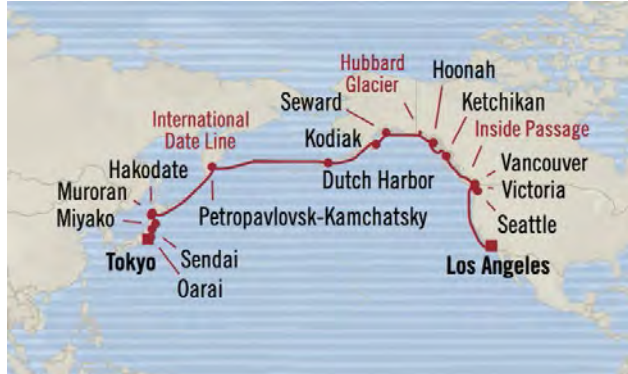 Hubbard
Glacier
Hoonah
Seward
Ketchikan
International
Date Line
Inside Passage
Kodiak
Hakodate
Vancouver
Dutch Harbor
Muroran
Victoria
Miyako
Petropavlovsk-Kamchatsky
Seattle
Tokyo
Sendai
Los Angeles
Oarai